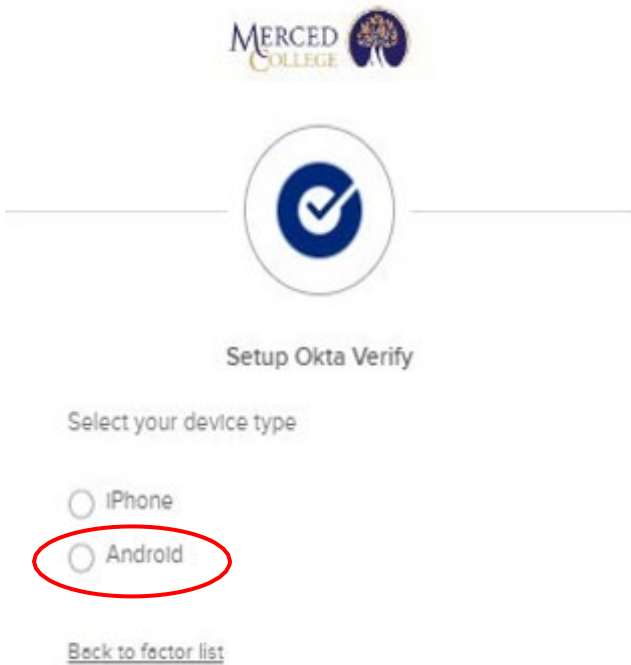 MERCED
COLLEGE
Setup Okta Verify
Select your device type
iPhone
Android
Back to factor list